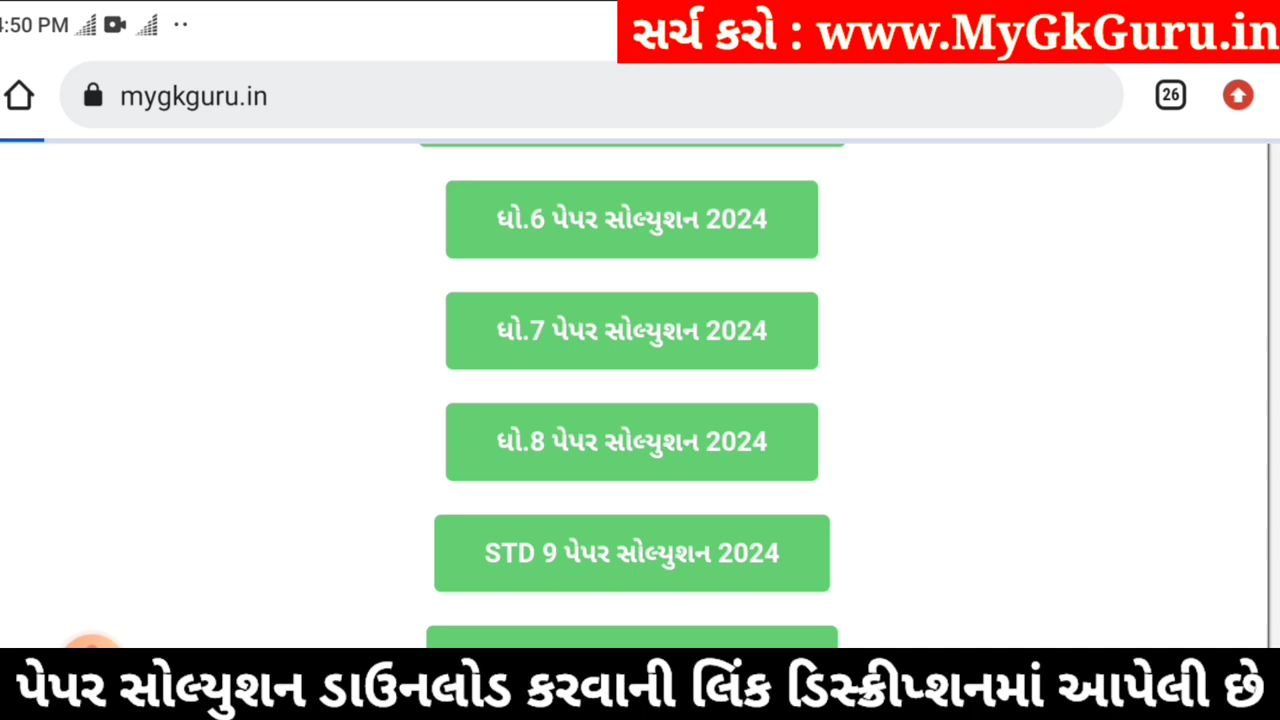 4:50 PM
સર્ચ કરો : www.MyGkGuru.in
mygkguru.in
26
ધો.6 પેપર સોલ્યુશન 2024
ધો.7 પેપર સોલ્યુશન 2024
ધો.8 પેપર સોલ્યુશન 2024
STD 9 પેપર સોલ્યુશન 2024
પેપર સોલ્યુશન ડાઉનલોડ કરવાની લિંક ડિસ્ક્રીપ્શનમાં આપેલી છે